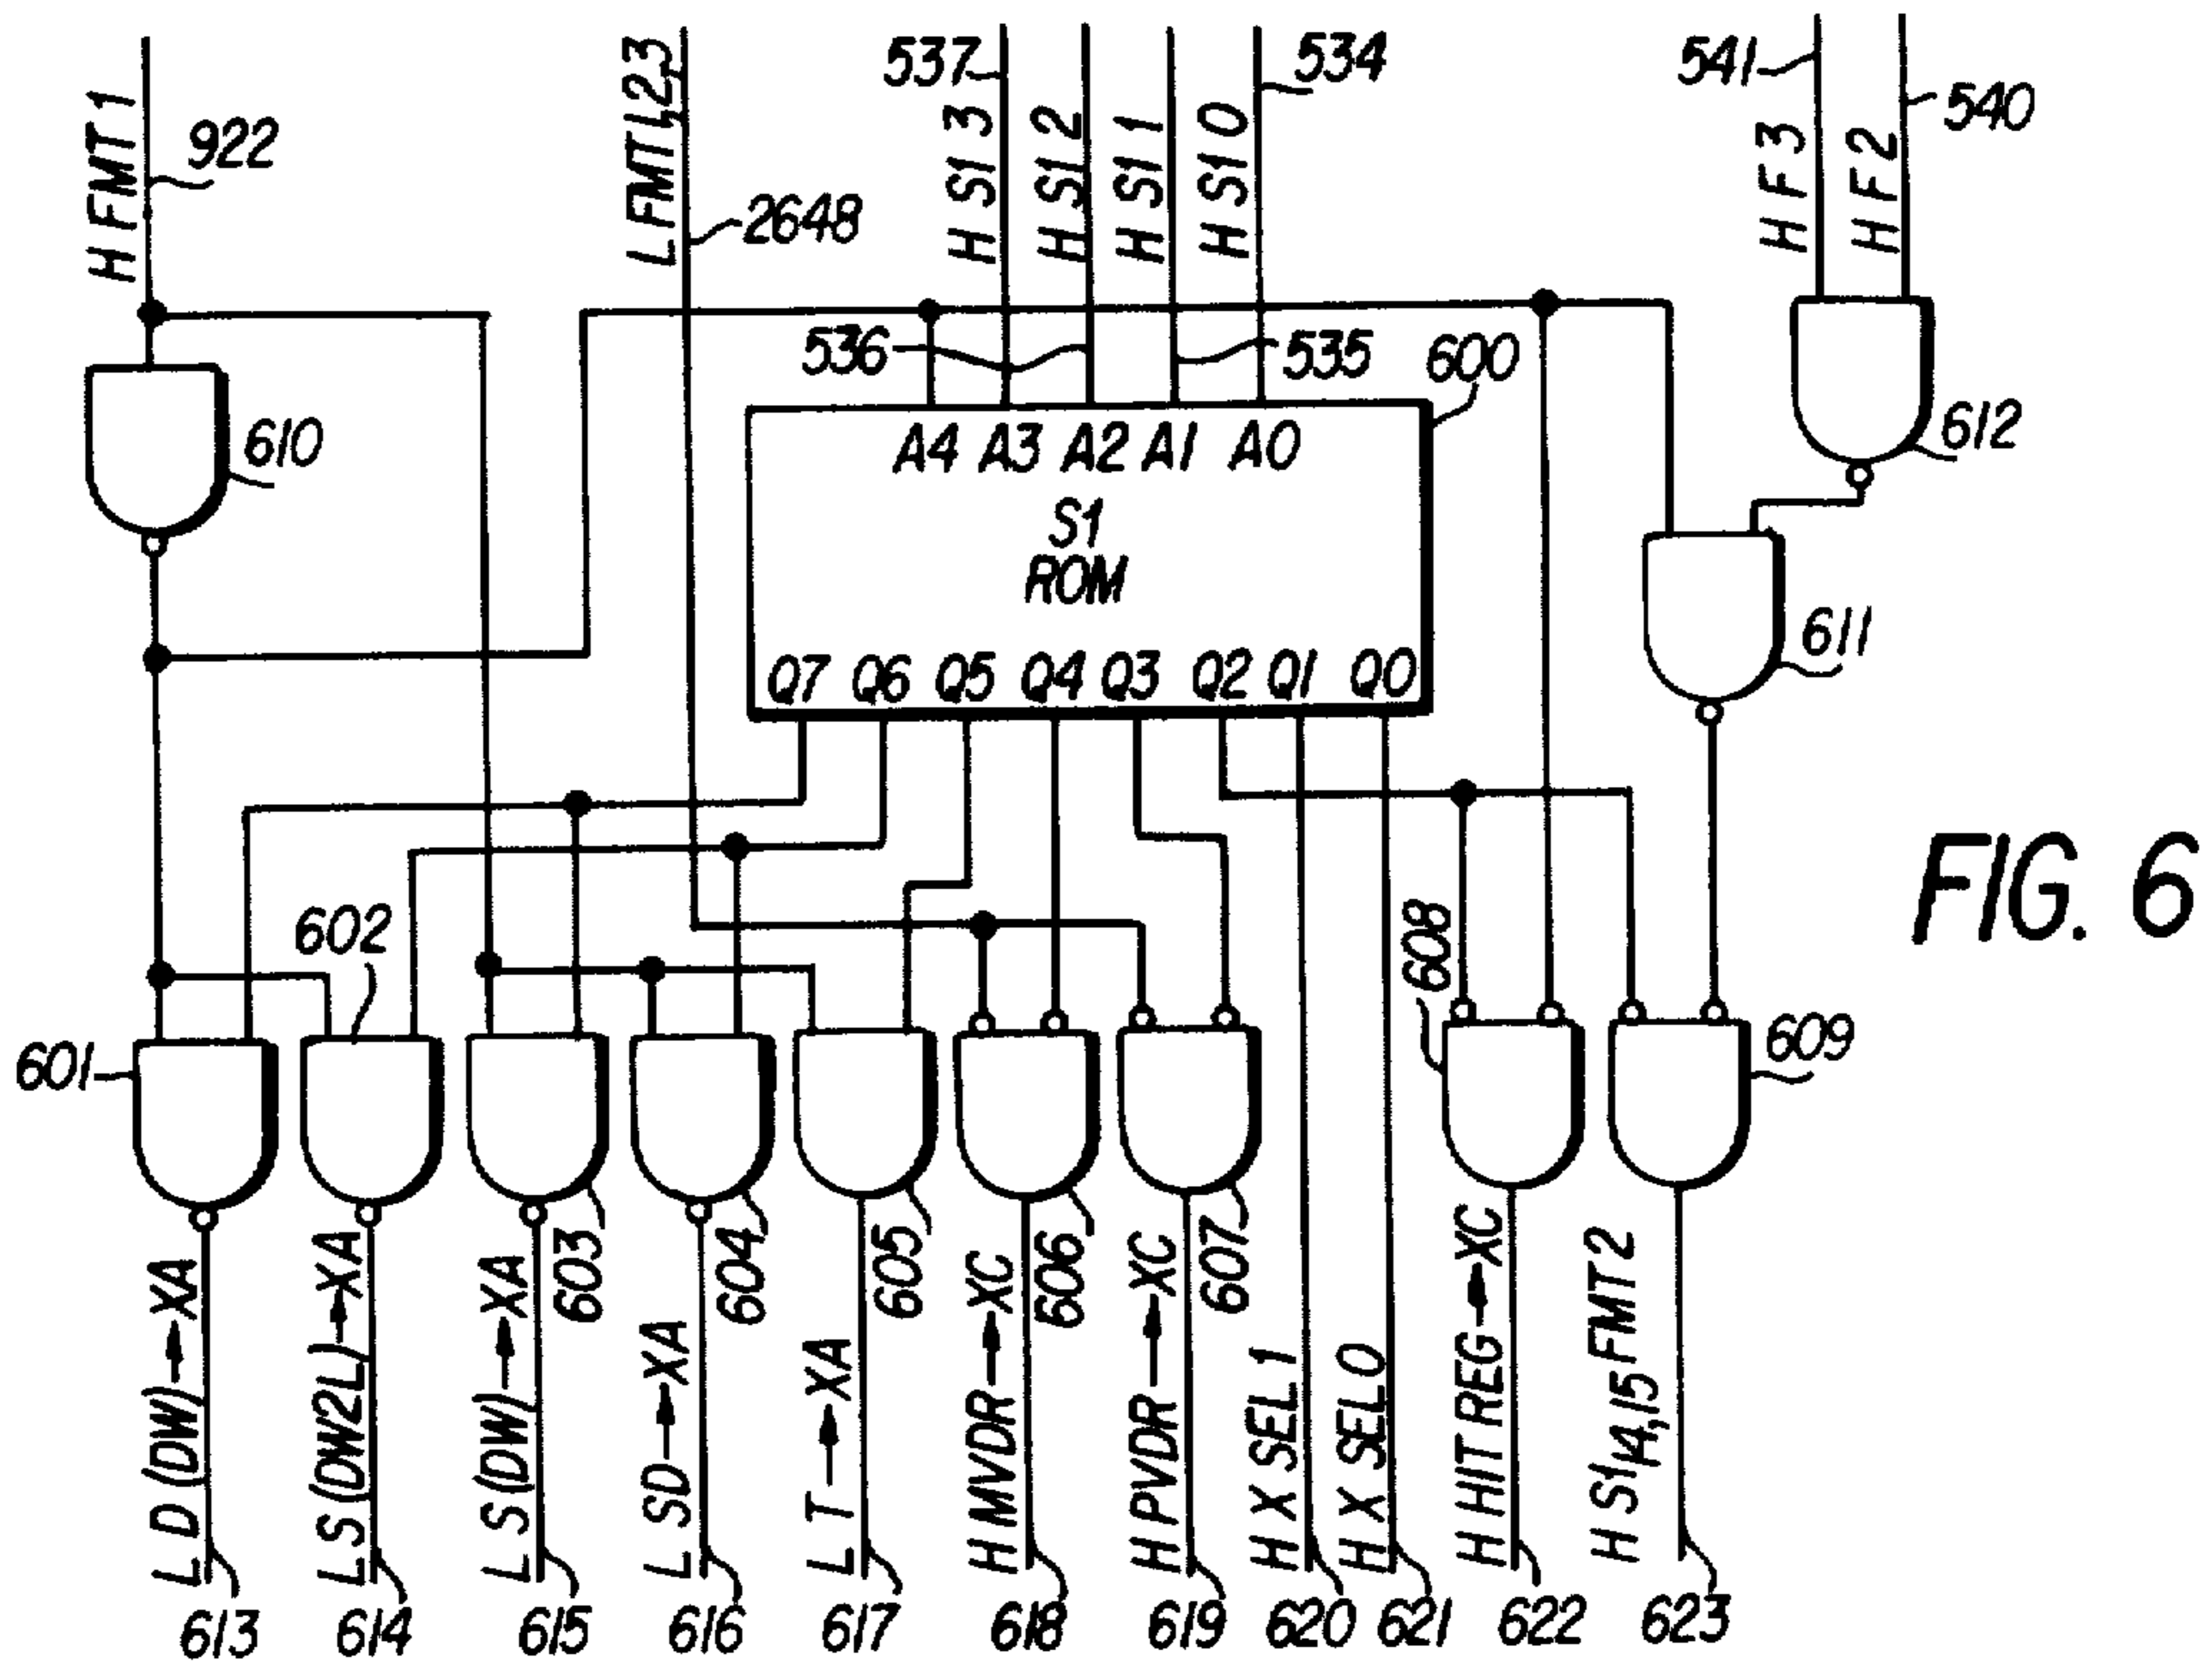 H FMT 1
922
L FMT1,2,3
2648
537
H S1 3
H S1 2
H S1 1
H S1 0
534
541
540
H F 3
H F 2
536
535
600
610
612
A4 A3 A2 A1 A0
S1
ROM
611
Q7 Q6 Q5 Q4 Q3 Q2 Q1 Q0
FIG. 6
602
608
601
609
603
604
605
606
607
L D (DW)→XA
L S (DW2L)→XA
L S (DW)→XA
L SD→XA
L T→XA
H MVDR→XC
H PVDR→XC
H X SEL 1
H X SEL 0
H HIT REG→XC
H S1 14,15 FMT 2
613
614
615
616
617
618
619
620
621
622
623